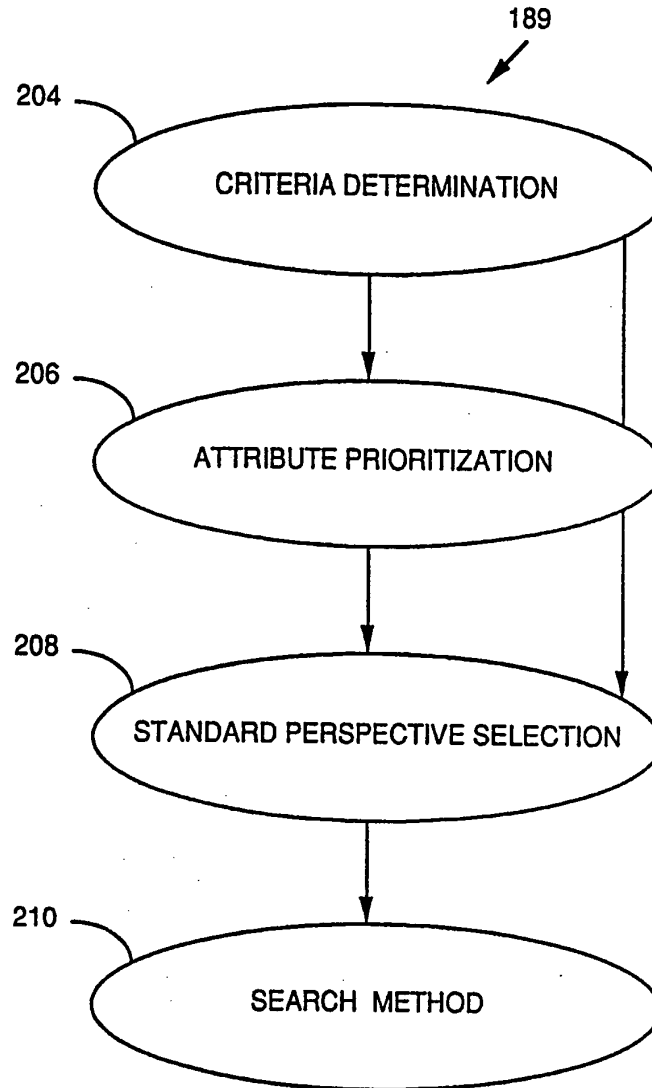 189
204
CRITERIA DETERMINATION
206
ATTRIBUTE PRIORITIZATION
208
STANDARD PERSPECTIVE SELECTION
210
SEARCH METHOD